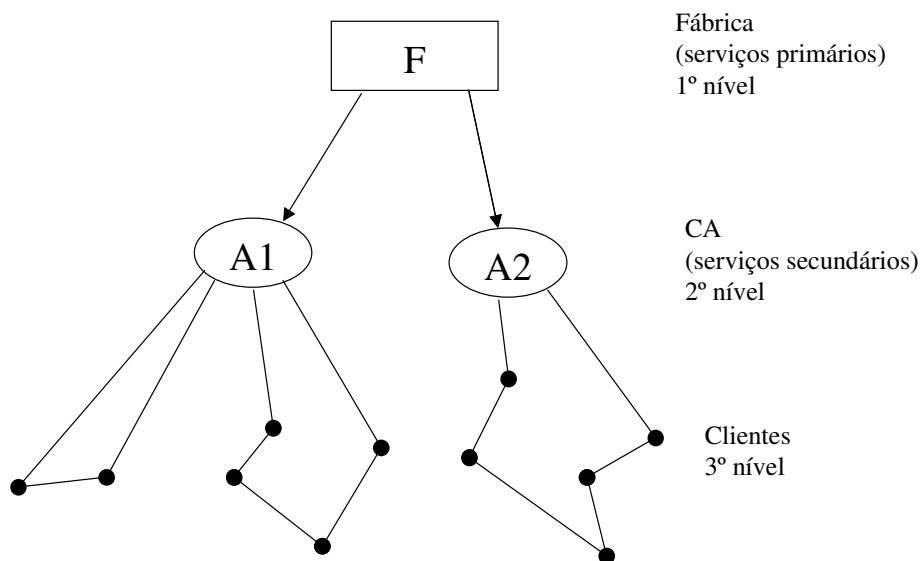 F
Fábrica
(serviços primários)
1º nível
A1
A2
CA
(serviços secundários)
2º nível
Clientes
3º nível